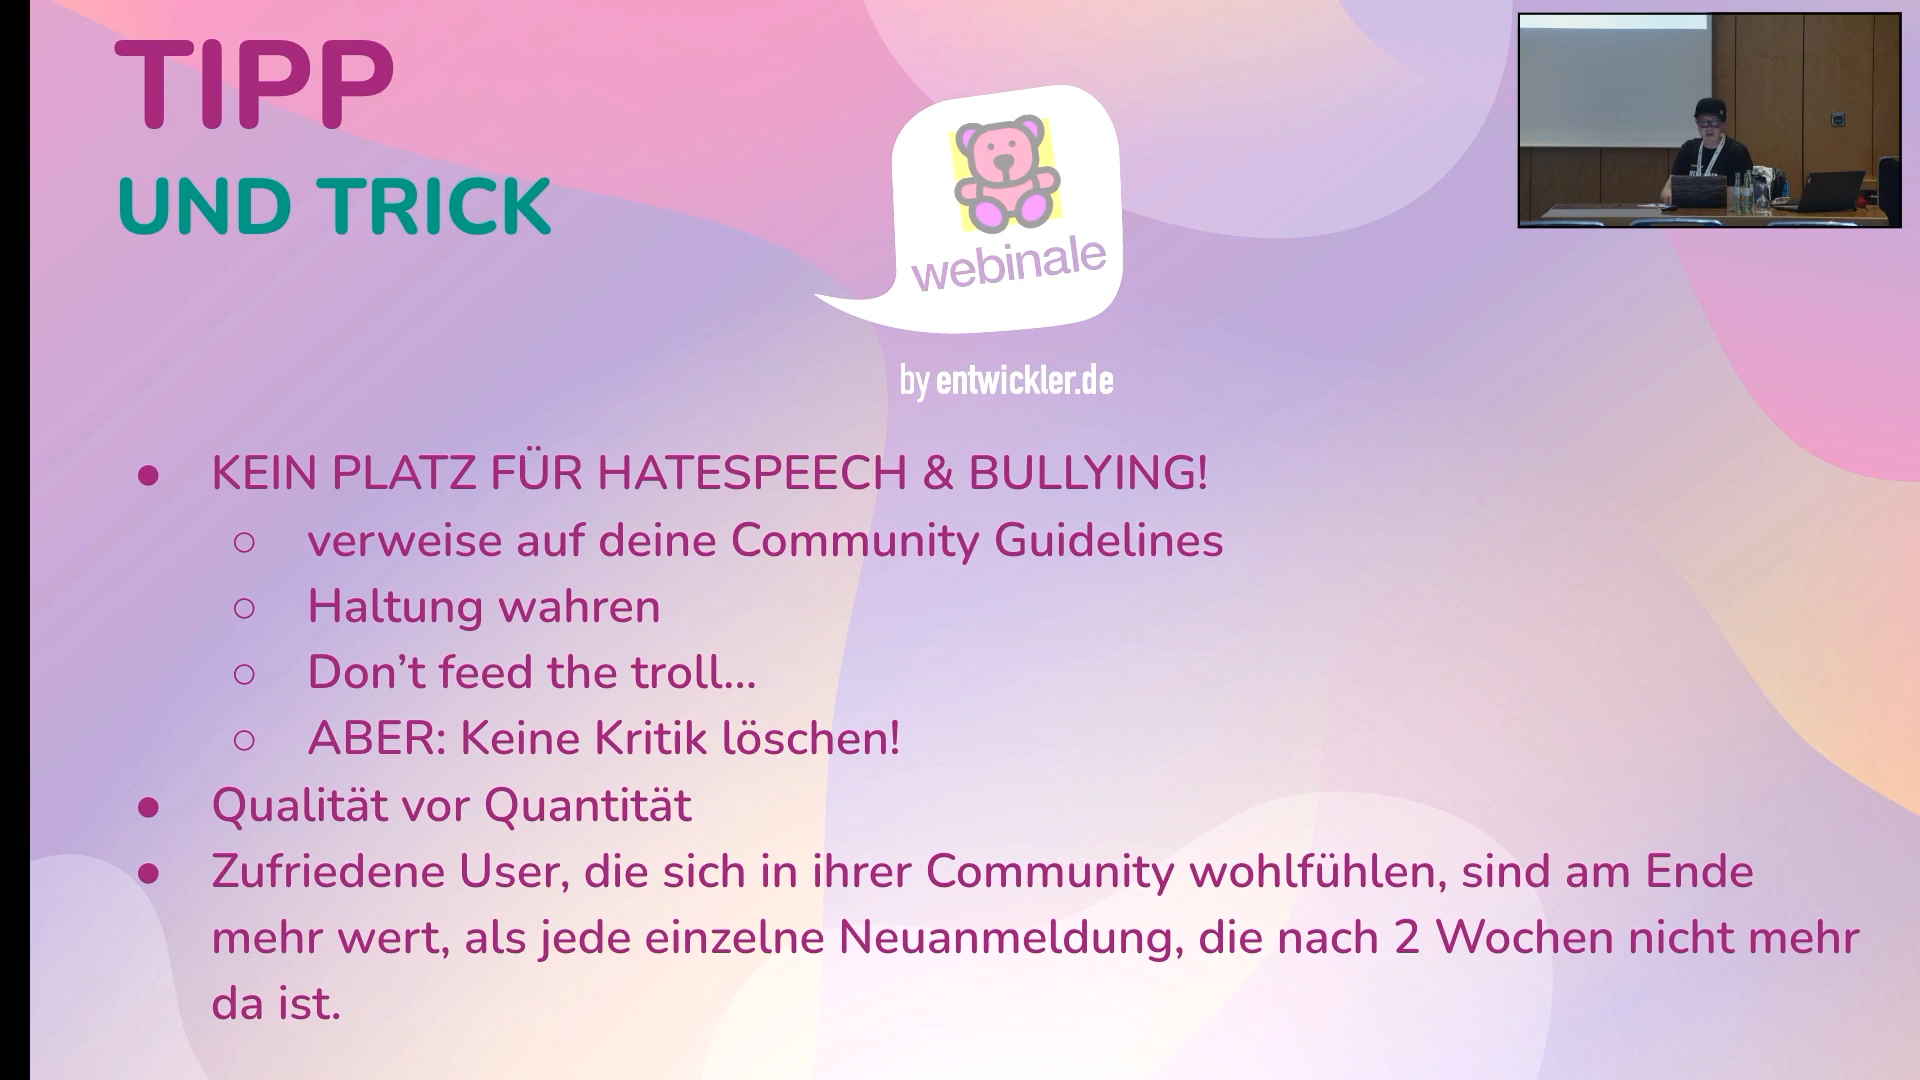 TIPP
UND TRICK
webinale
by entwickler.de
● KEIN PLATZ FÜR HATESPEECH & BULLYING!
○ verweise auf deine Community Guidelines
○ Haltung wahren
○ Don’t feed the troll...
○ ABER: Keine Kritik löschen!
● Qualität vor Quantität
● Zufriedene User, die sich in ihrer Community wohlfühlen, sind am Ende
mehr wert, als jede einzelne Neuanmeldung, die nach 2 Wochen nicht mehr
da ist.